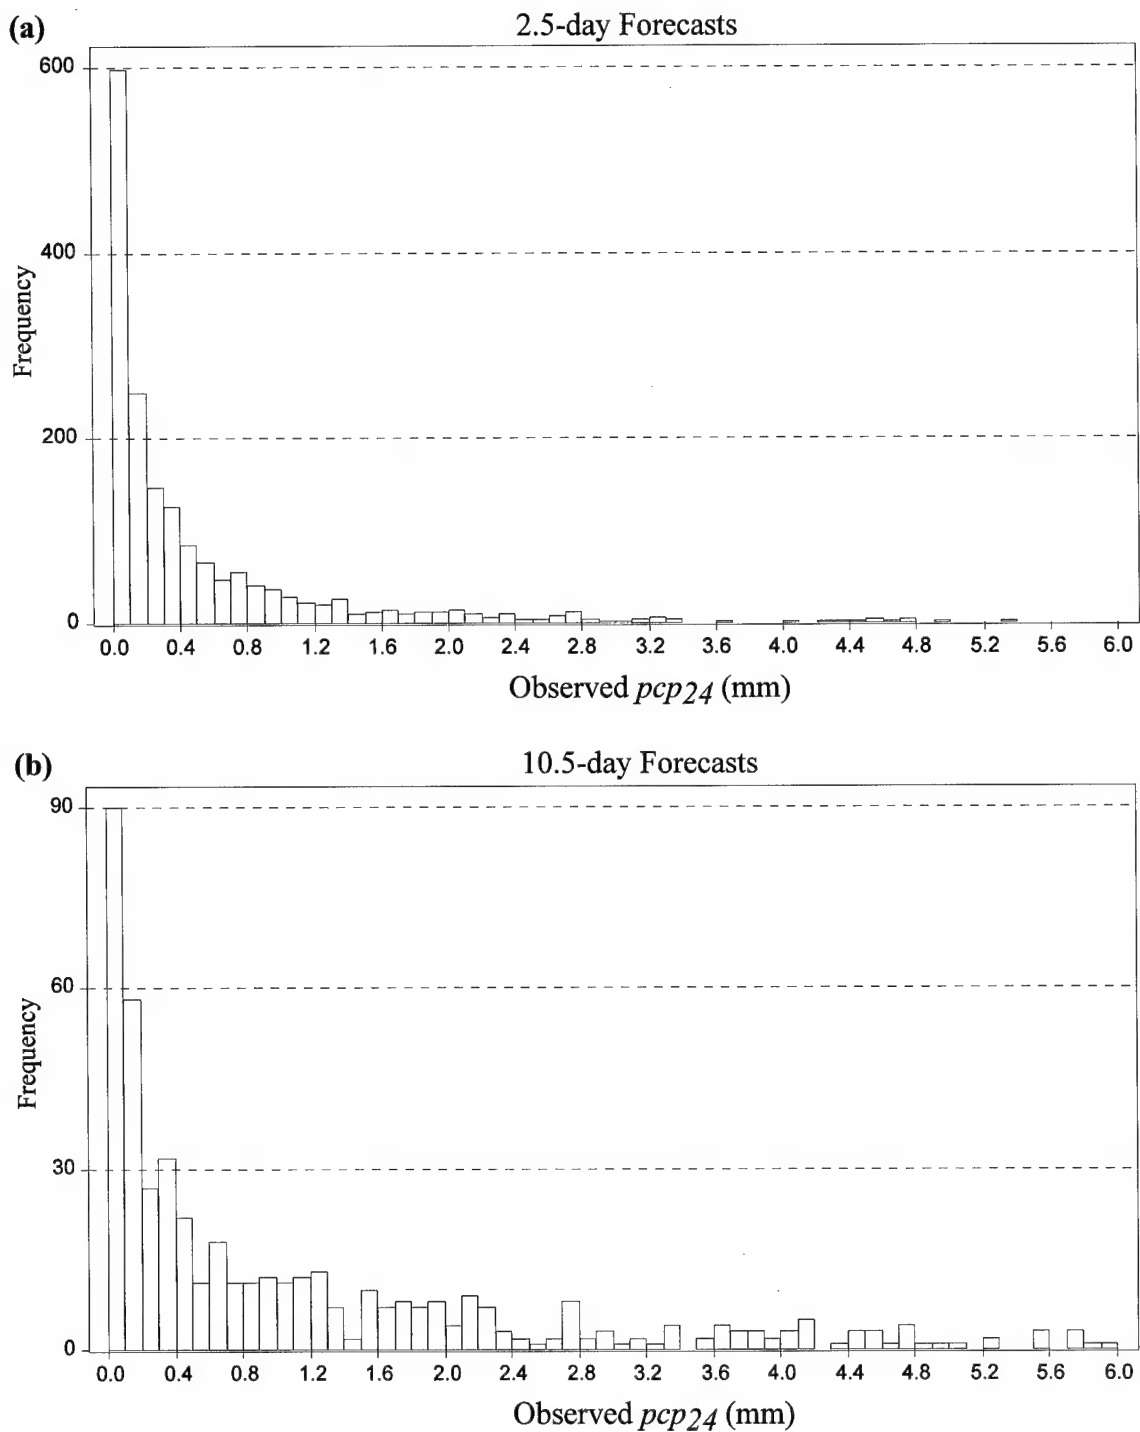 (a)
2.5-day Forecasts
600
400
200
0
Frequency
0.0 0.4 0.8 1.2 1.6 2.0 2.4 2.8 3.2 3.6 4.0 4.4 4.8 5.2 5.6 6.0
Observed pcp24 (mm)
(b)
10.5-day Forecasts
90
60
30
0
Frequency
0.0 0.4 0.8 1.2 1.6 2.0 2.4 2.8 3.2 3.6 4.0 4.4 4.8 5.2 5.6 6.0
Observed pcp24 (mm)